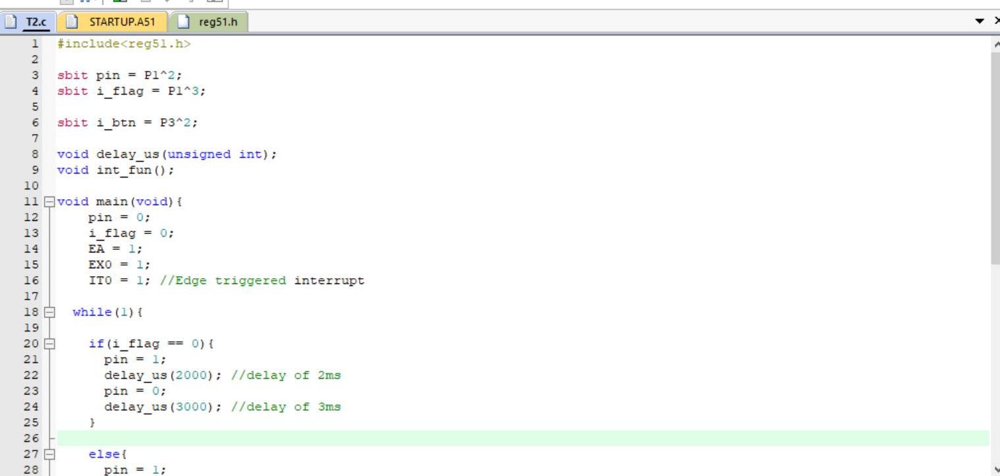 T2.c STARTUP.A51 reg51.h
1 #include<reg51.h>
2
3 sbit pin = P1^2;
4 sbit i_flag = P1^3;
5
6 sbit i_btn = P3^2;
7
8 void delay_us(unsigned int);
9 void int_fun();
10
11 void main(void){
12 pin = 0;
13 i_flag = 0;
14 EA = 1;
15 EX0 = 1;
16 IT0 = 1; //Edge triggered interrupt
17
18 while(1){
19
20 if(i_flag == 0){
21 pin = 1;
22 delay_us(2000); //delay of 2ms
23 pin = 0;
24 delay_us(3000); //delay of 3ms
25 }
26
27 else{
28 pin = 1;